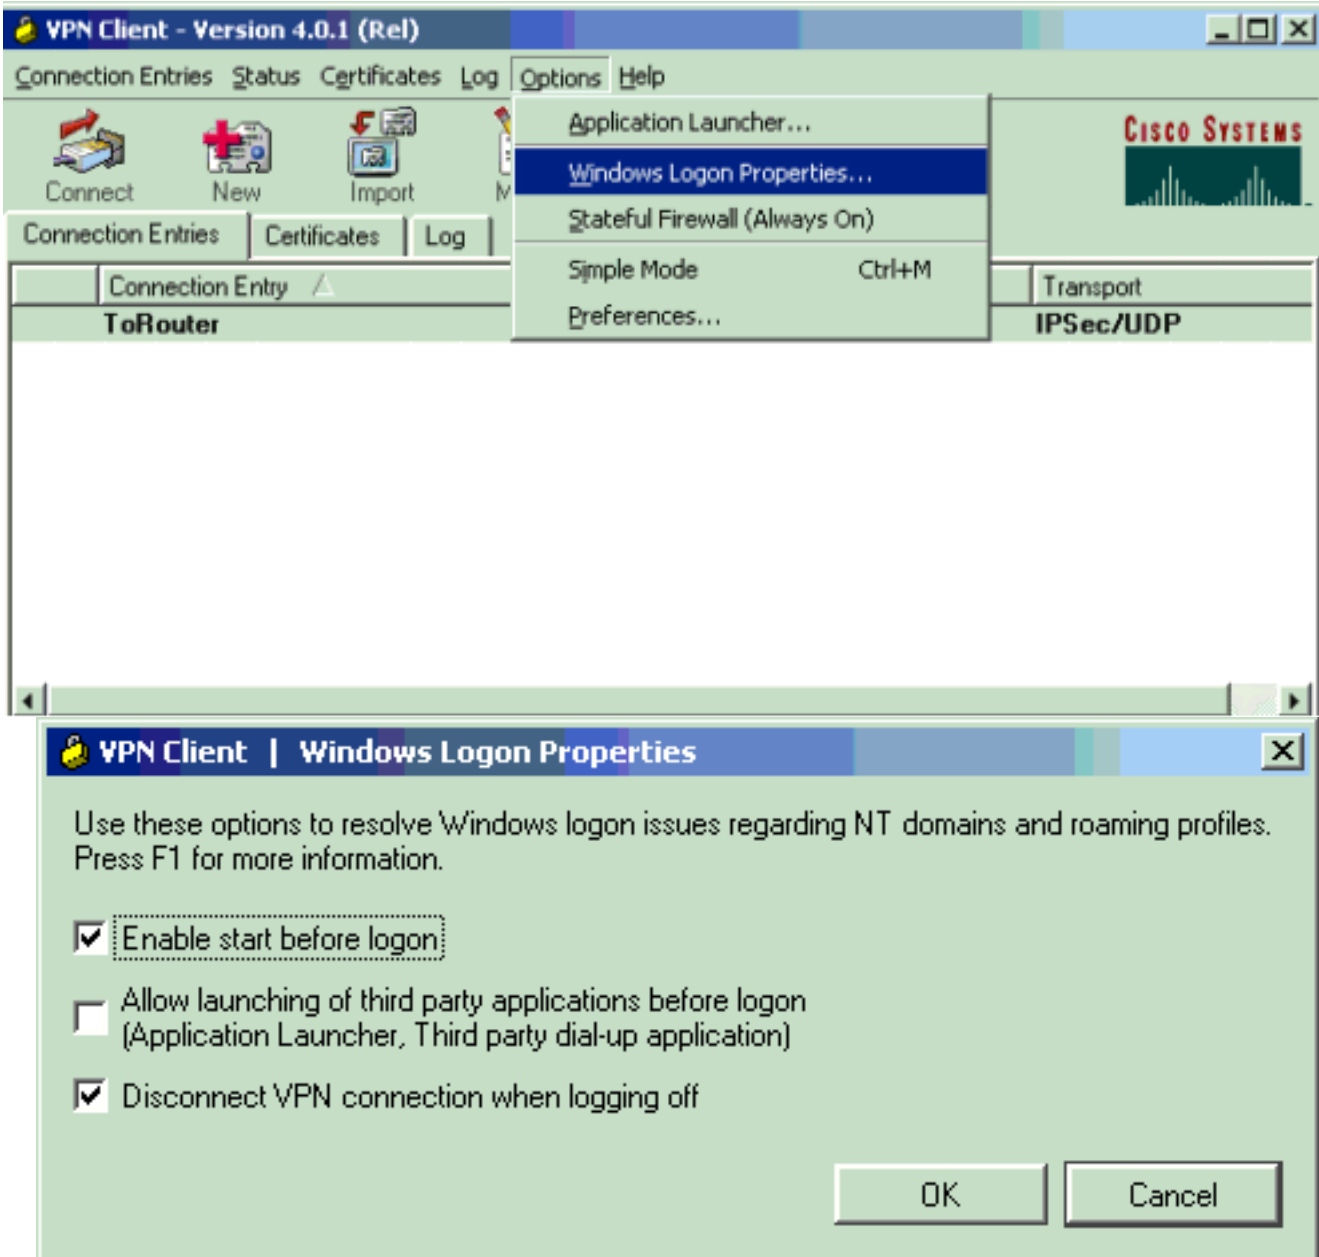 VPN Client - Version 4.0.1 (Rel)
Connection Entries Status Certificates Log Options Help
Application Launcher...
Windows Logon Properties...
Stateful Firewall (Always On)
Simple Mode Ctrl+M
Preferences...
CISCO SYSTEMS
Connect New Import
Connection Entries Certificates Log
Connection Entry Transport
ToRouter IPSec/UDP
VPN Client | Windows Logon Properties
Use these options to resolve Windows logon issues regarding NT domains and roaming profiles.
Press F1 for more information.
Enable start before logon
Allow launching of third party applications before logon
(Application Launcher, Third party dial-up application)
Disconnect VPN connection when logging off
OK Cancel